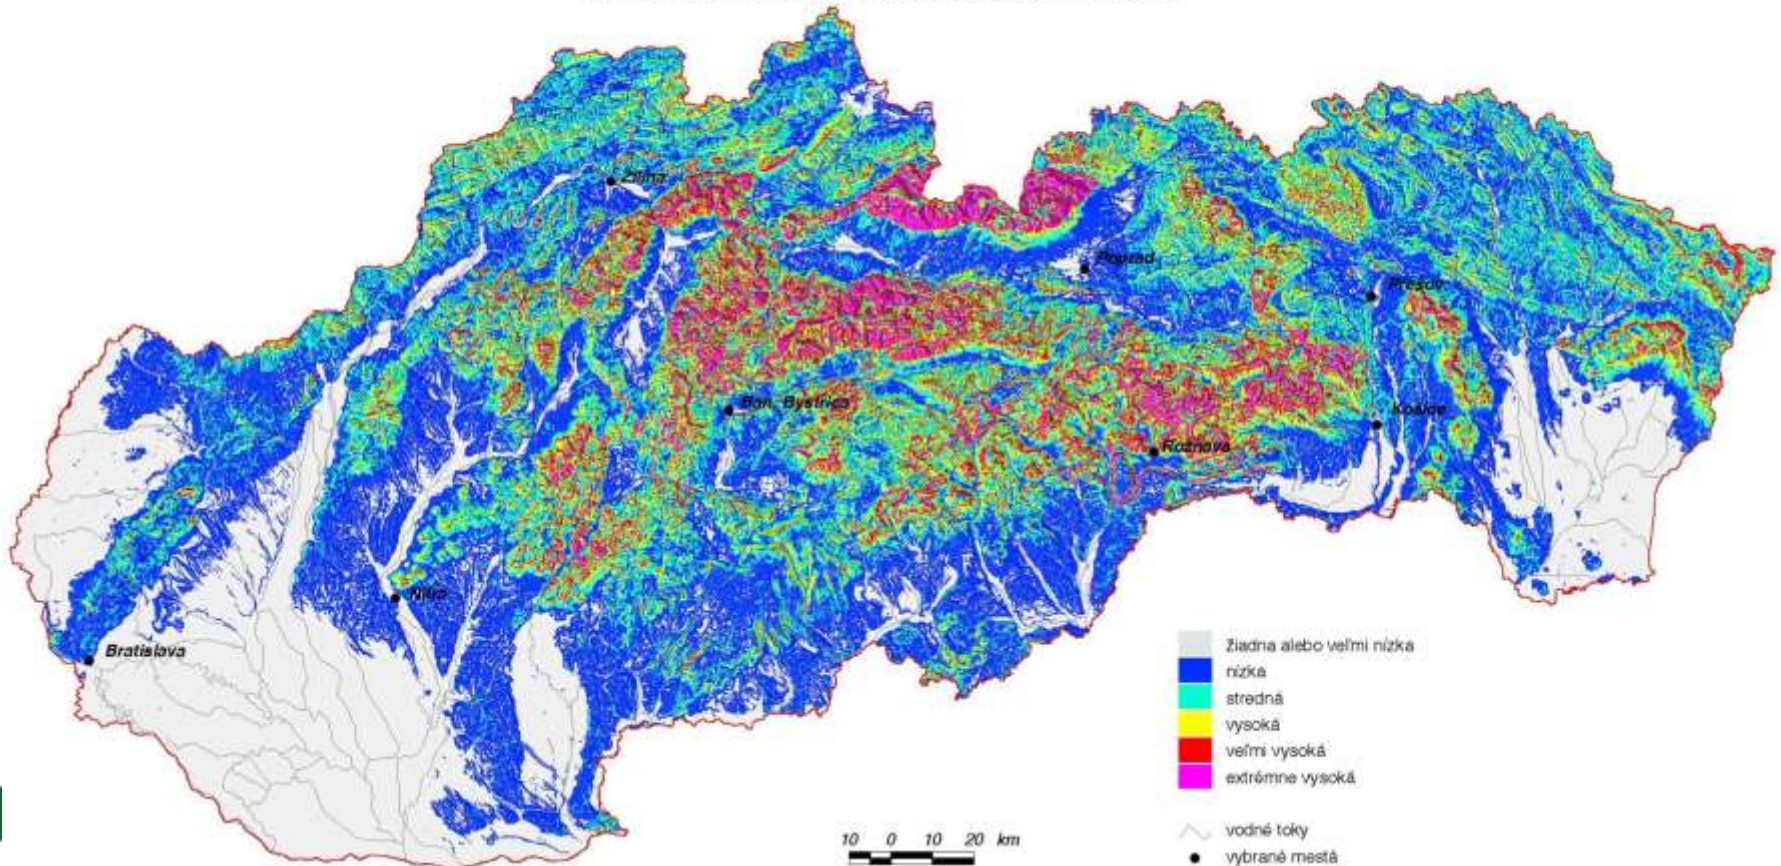 Žilina
Poprad
Prešov
Ban. Bystrica
Košice
Rožňava
Nitra
Bratislava
žiadna alebo veľmi nízka
nízka
stredná
vysoká
veľmi vysoká
extrémne vysoká
vodné toky
vybrané mestá
10 0 10 20 km